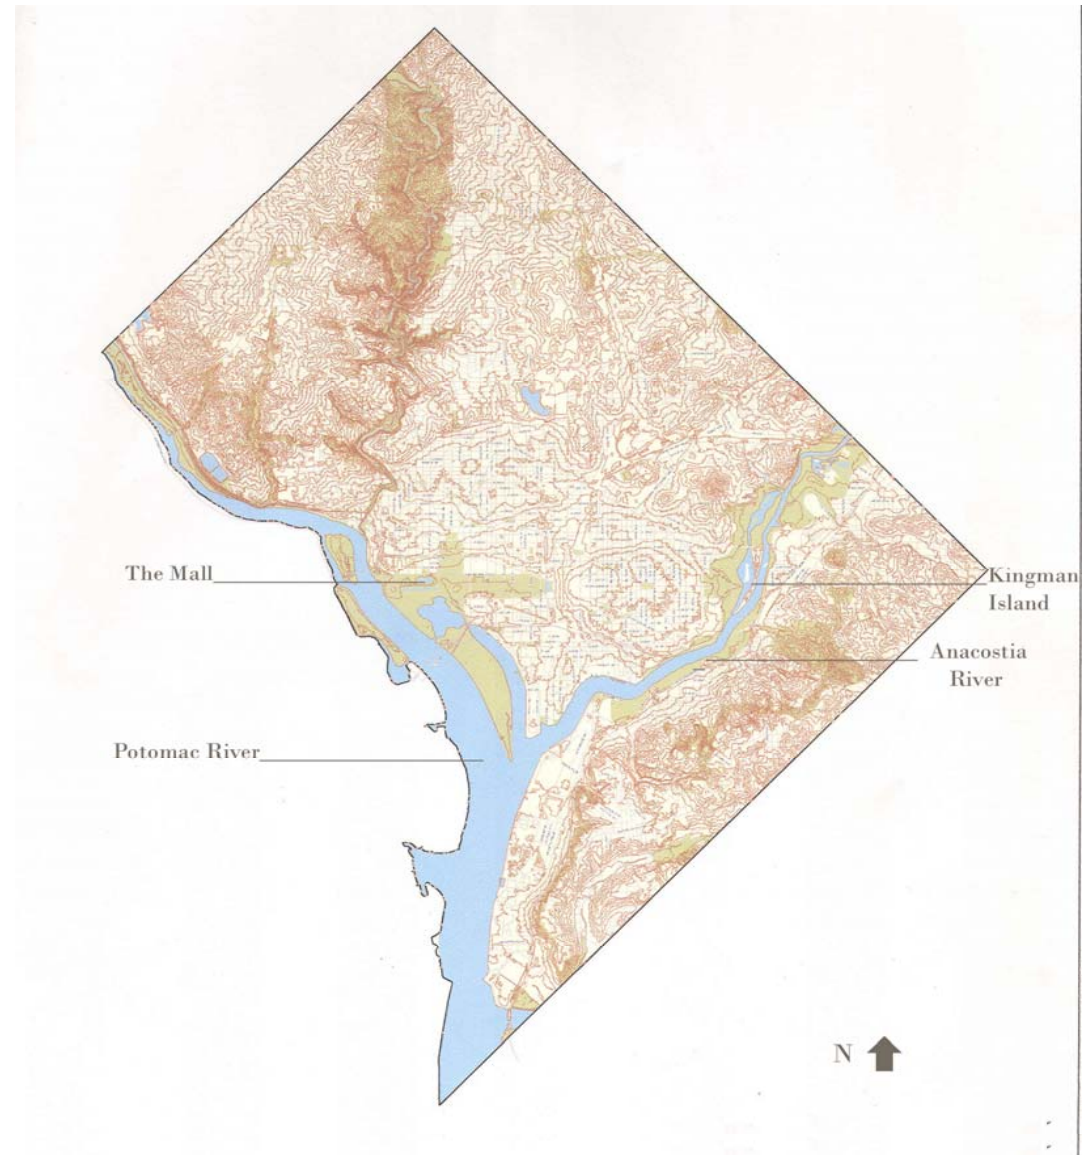 The Mall
Kingman
Island
Anacostia
River
Potomac River
N